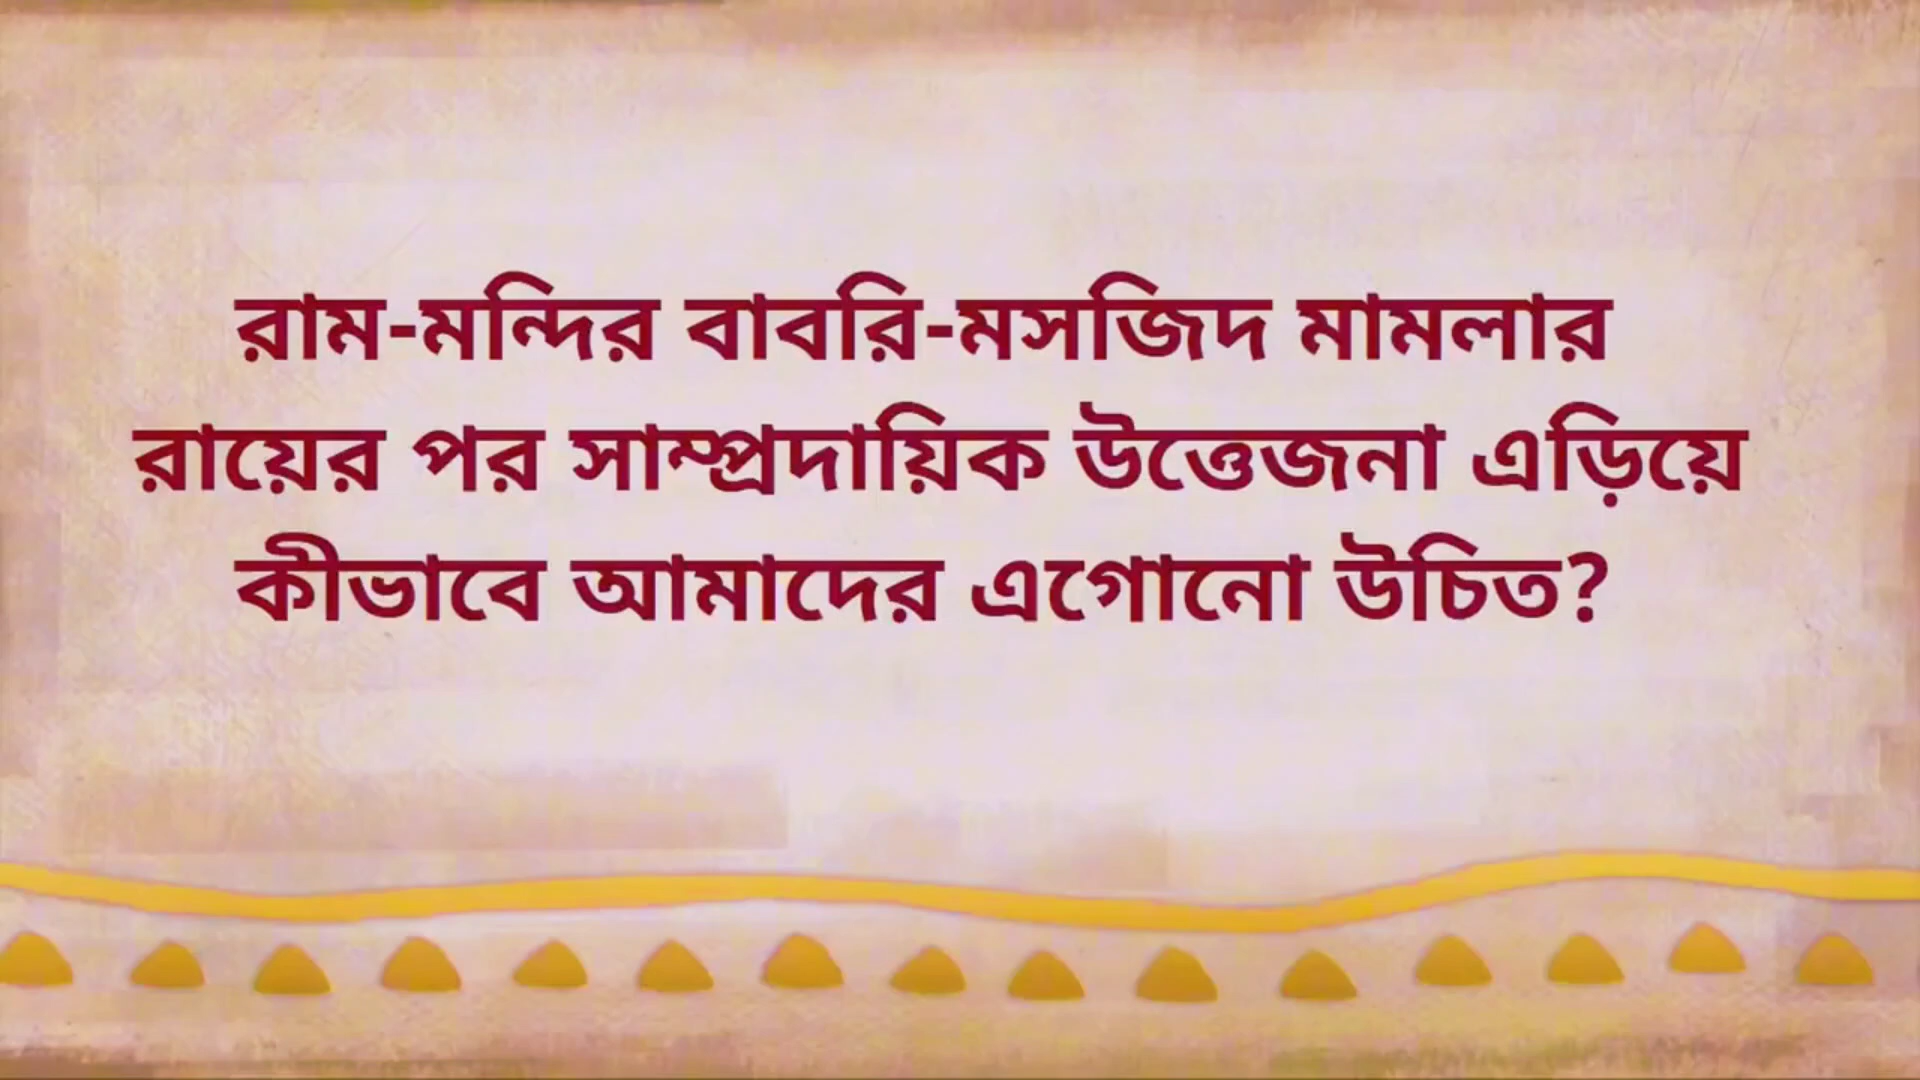 রাম-মন্দির বাবরি-মসজিদ মামলার
রায়ের পর সাম্প্রদায়িক উত্তেজনা এড়িয়ে
কীভাবে আমাদের এগোনো উচিত?